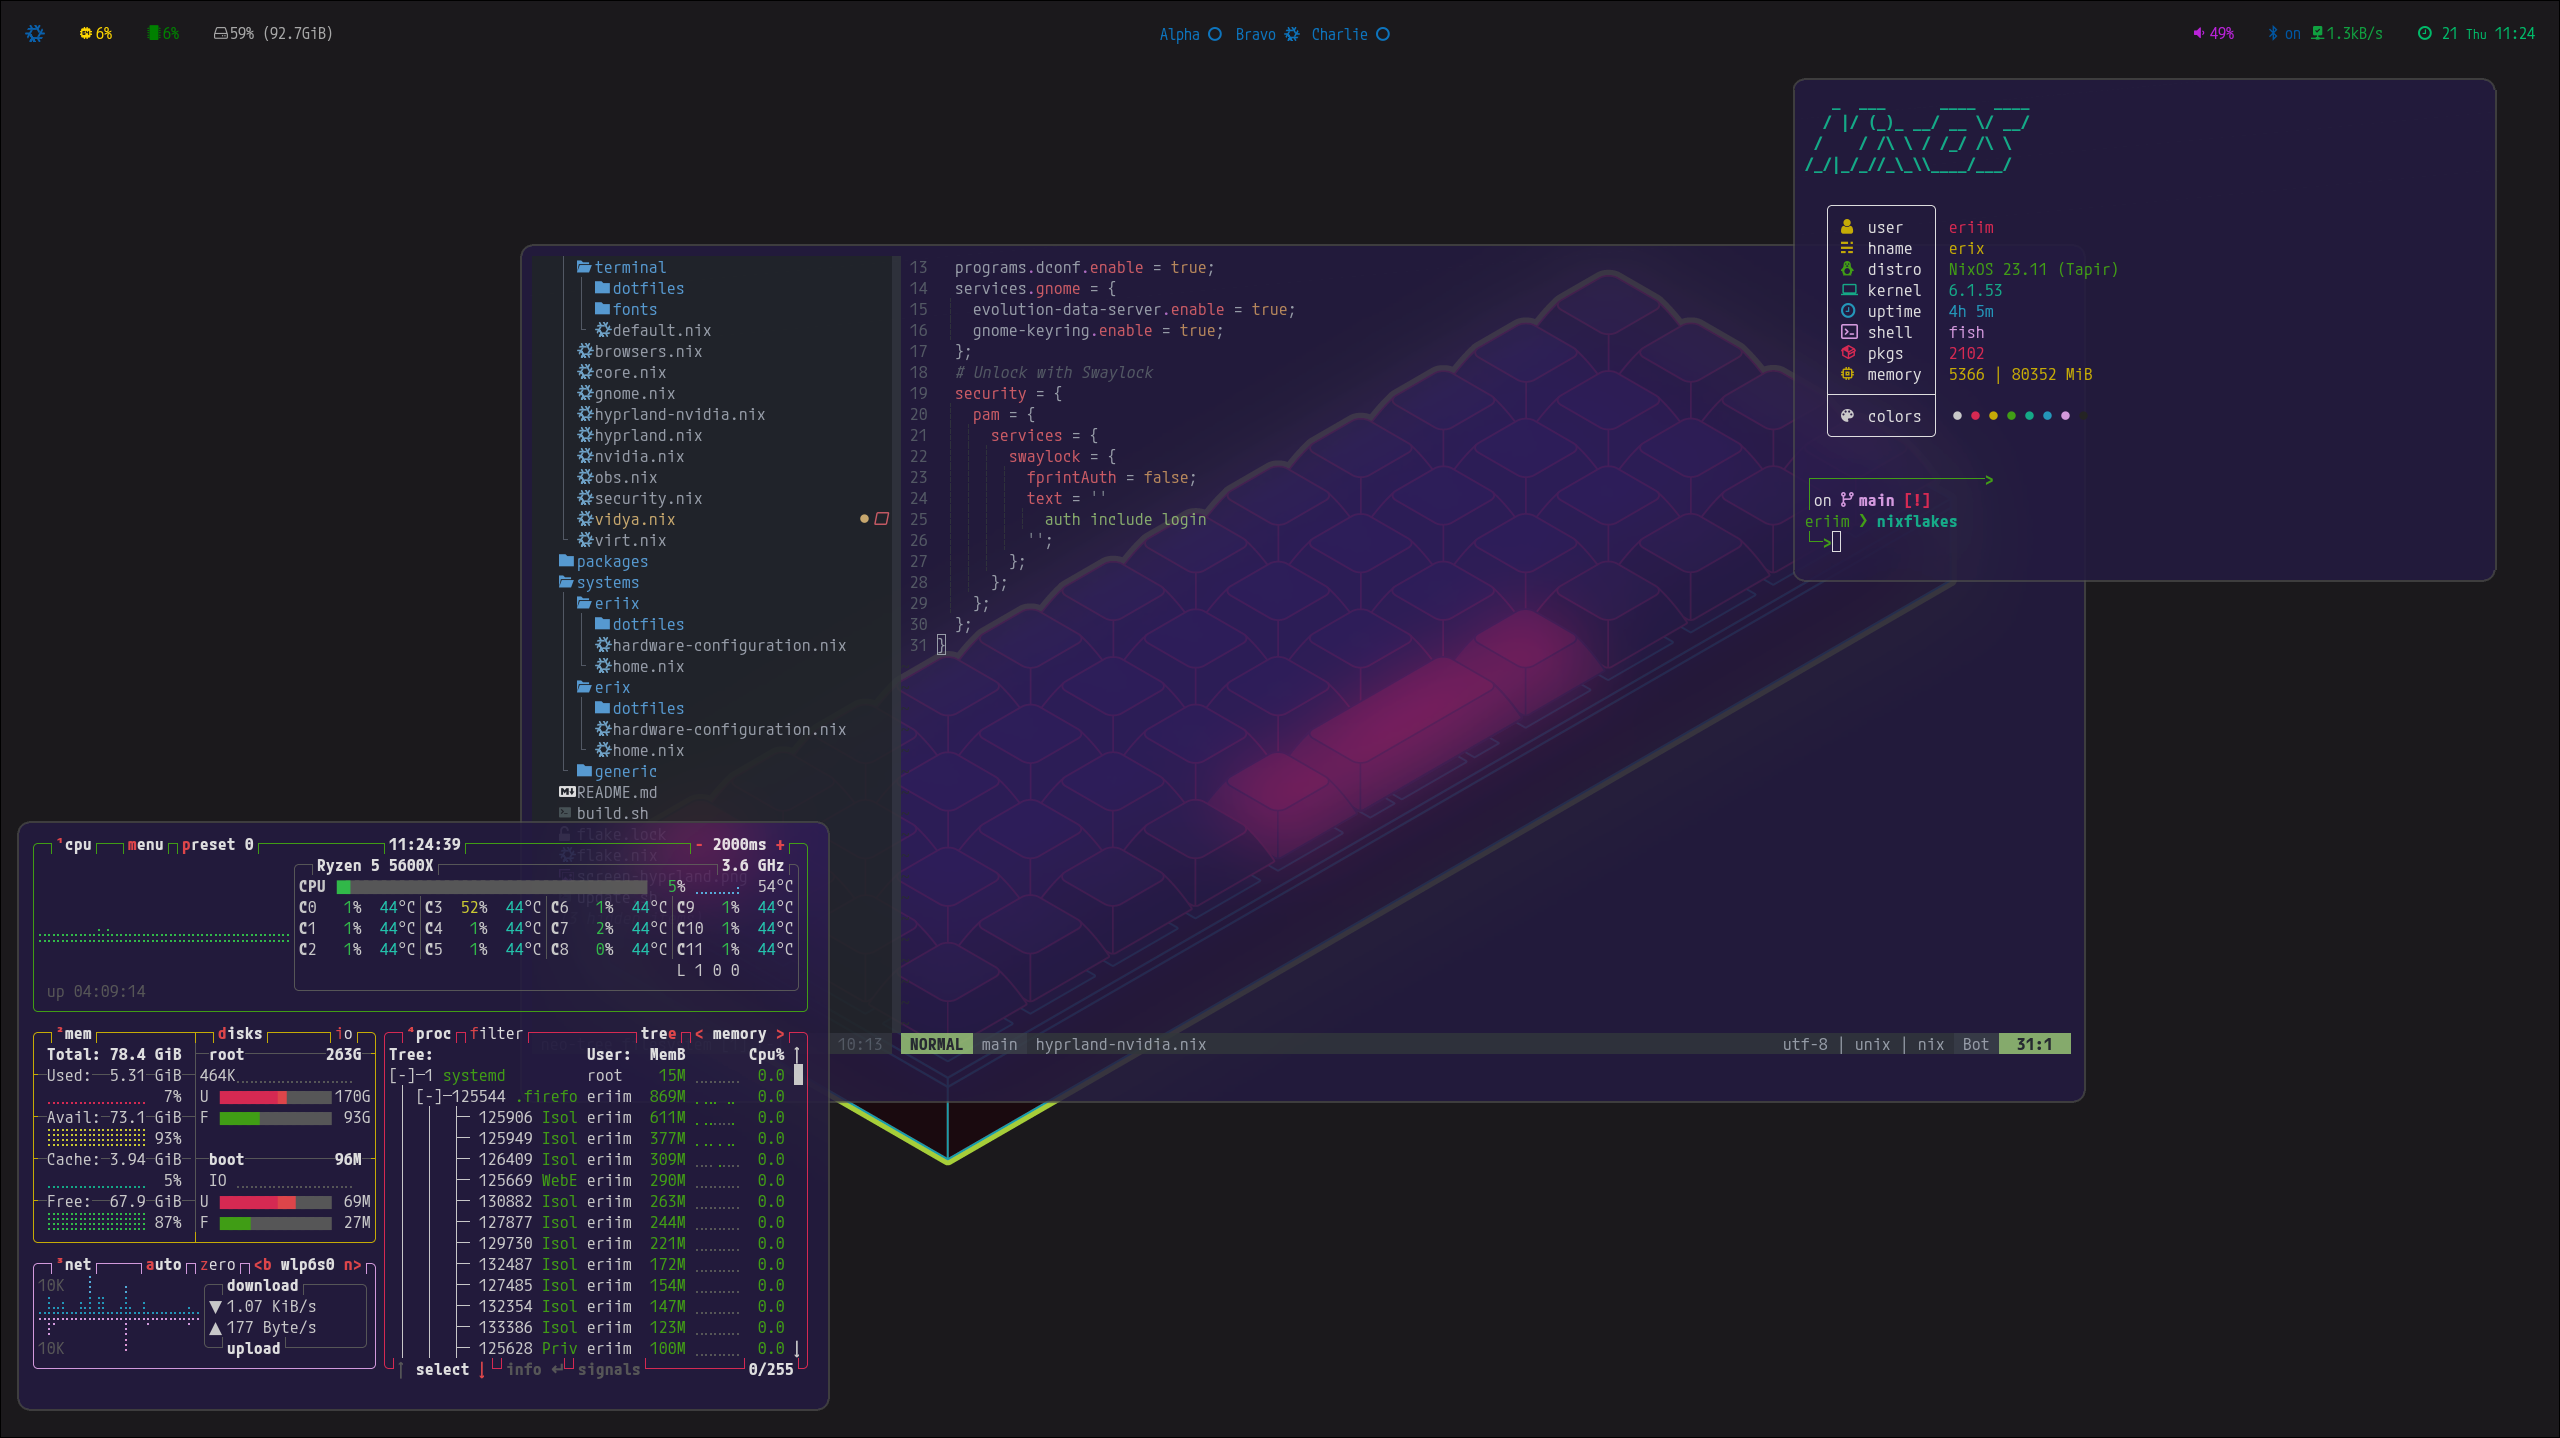 6% 6% 59% (92.7GiB) Alpha Bravo Charlie 49% on 1.3kB/s 21 Thu 11:24
user eriim
hname erix
distro NixOS 23.11 (Tapir)
kernel 6.1.53
uptime 4h 5m
shell fish
pkgs 2102
memory 5366 | 80352 MiB
colors
on main [!]
eriim ❯ nixflakes
terminal
dotfiles
fonts
default.nix
browsers.nix
core.nix
gnome.nix
hyprland-nvidia.nix
hyprland.nix
nvidia.nix
obs.nix
security.nix
vidya.nix
virt.nix
packages
systems
eriix
dotfiles
hardware-configuration.nix
home.nix
erix
dotfiles
hardware-configuration.nix
home.nix
generic
README.md
build.sh
flake.lock
flake.nix
screen-hyprland.png
13 programs.dconf.enable = true;
14 services.gnome = {
15 evolution-data-server.enable = true;
16 gnome-keyring.enable = true;
17 };
18 # Unlock with Swaylock
19 security = {
20 pam = {
21 services = {
22 swaylock = {
23 fprintAuth = false;
24 text = ''
25 auth include login
26 '';
27 };
28 };
29 };
30 };
31 }
10:13 NORMAL main hyprland-nvidia.nix utf-8 | unix | nix Bot 31:1
¹cpu menu preset 0 11:24:39 - 2000ms +
Ryzen 5 5600X 3.6 GHz
CPU 5% 54°C
C0 1% 44°C C3 52% 44°C C6 1% 44°C C9 1% 44°C
C1 1% 44°C C4 1% 44°C C7 2% 44°C C10 1% 44°C
C2 1% 44°C C5 1% 44°C C8 0% 44°C C11 1% 44°C
L 1 0 0
up 04:09:14
²mem disks io
Total: 78.4 GiB root 263G
Used: 5.31 GiB 464K
7% U 170G
Avail: 73.1 GiB F 93G
93%
Cache: 3.94 GiB boot 96M
5% IO
Free: 67.9 GiB U 69M
87% F 27M
³net auto zero <b wlp6s0 n>
10K download
▼ 1.07 KiB/s
▲ 177 Byte/s
10K upload
⁴proc filter tree < memory >
Tree: User: MemB Cpu% ↑
[-]─1 systemd root 15M 0.0
[-]─125544 .firefo eriim 869M 0.0
125906 Isol eriim 611M 0.0
125949 Isol eriim 377M 0.0
126409 Isol eriim 309M 0.0
125669 WebE eriim 290M 0.0
130882 Isol eriim 263M 0.0
127877 Isol eriim 244M 0.0
129730 Isol eriim 221M 0.0
132487 Isol eriim 172M 0.0
127485 Isol eriim 154M 0.0
132354 Isol eriim 147M 0.0
133386 Isol eriim 123M 0.0
125628 Priv eriim 100M 0.0 ↓
↑ select ↓ info ↵ signals 0/255